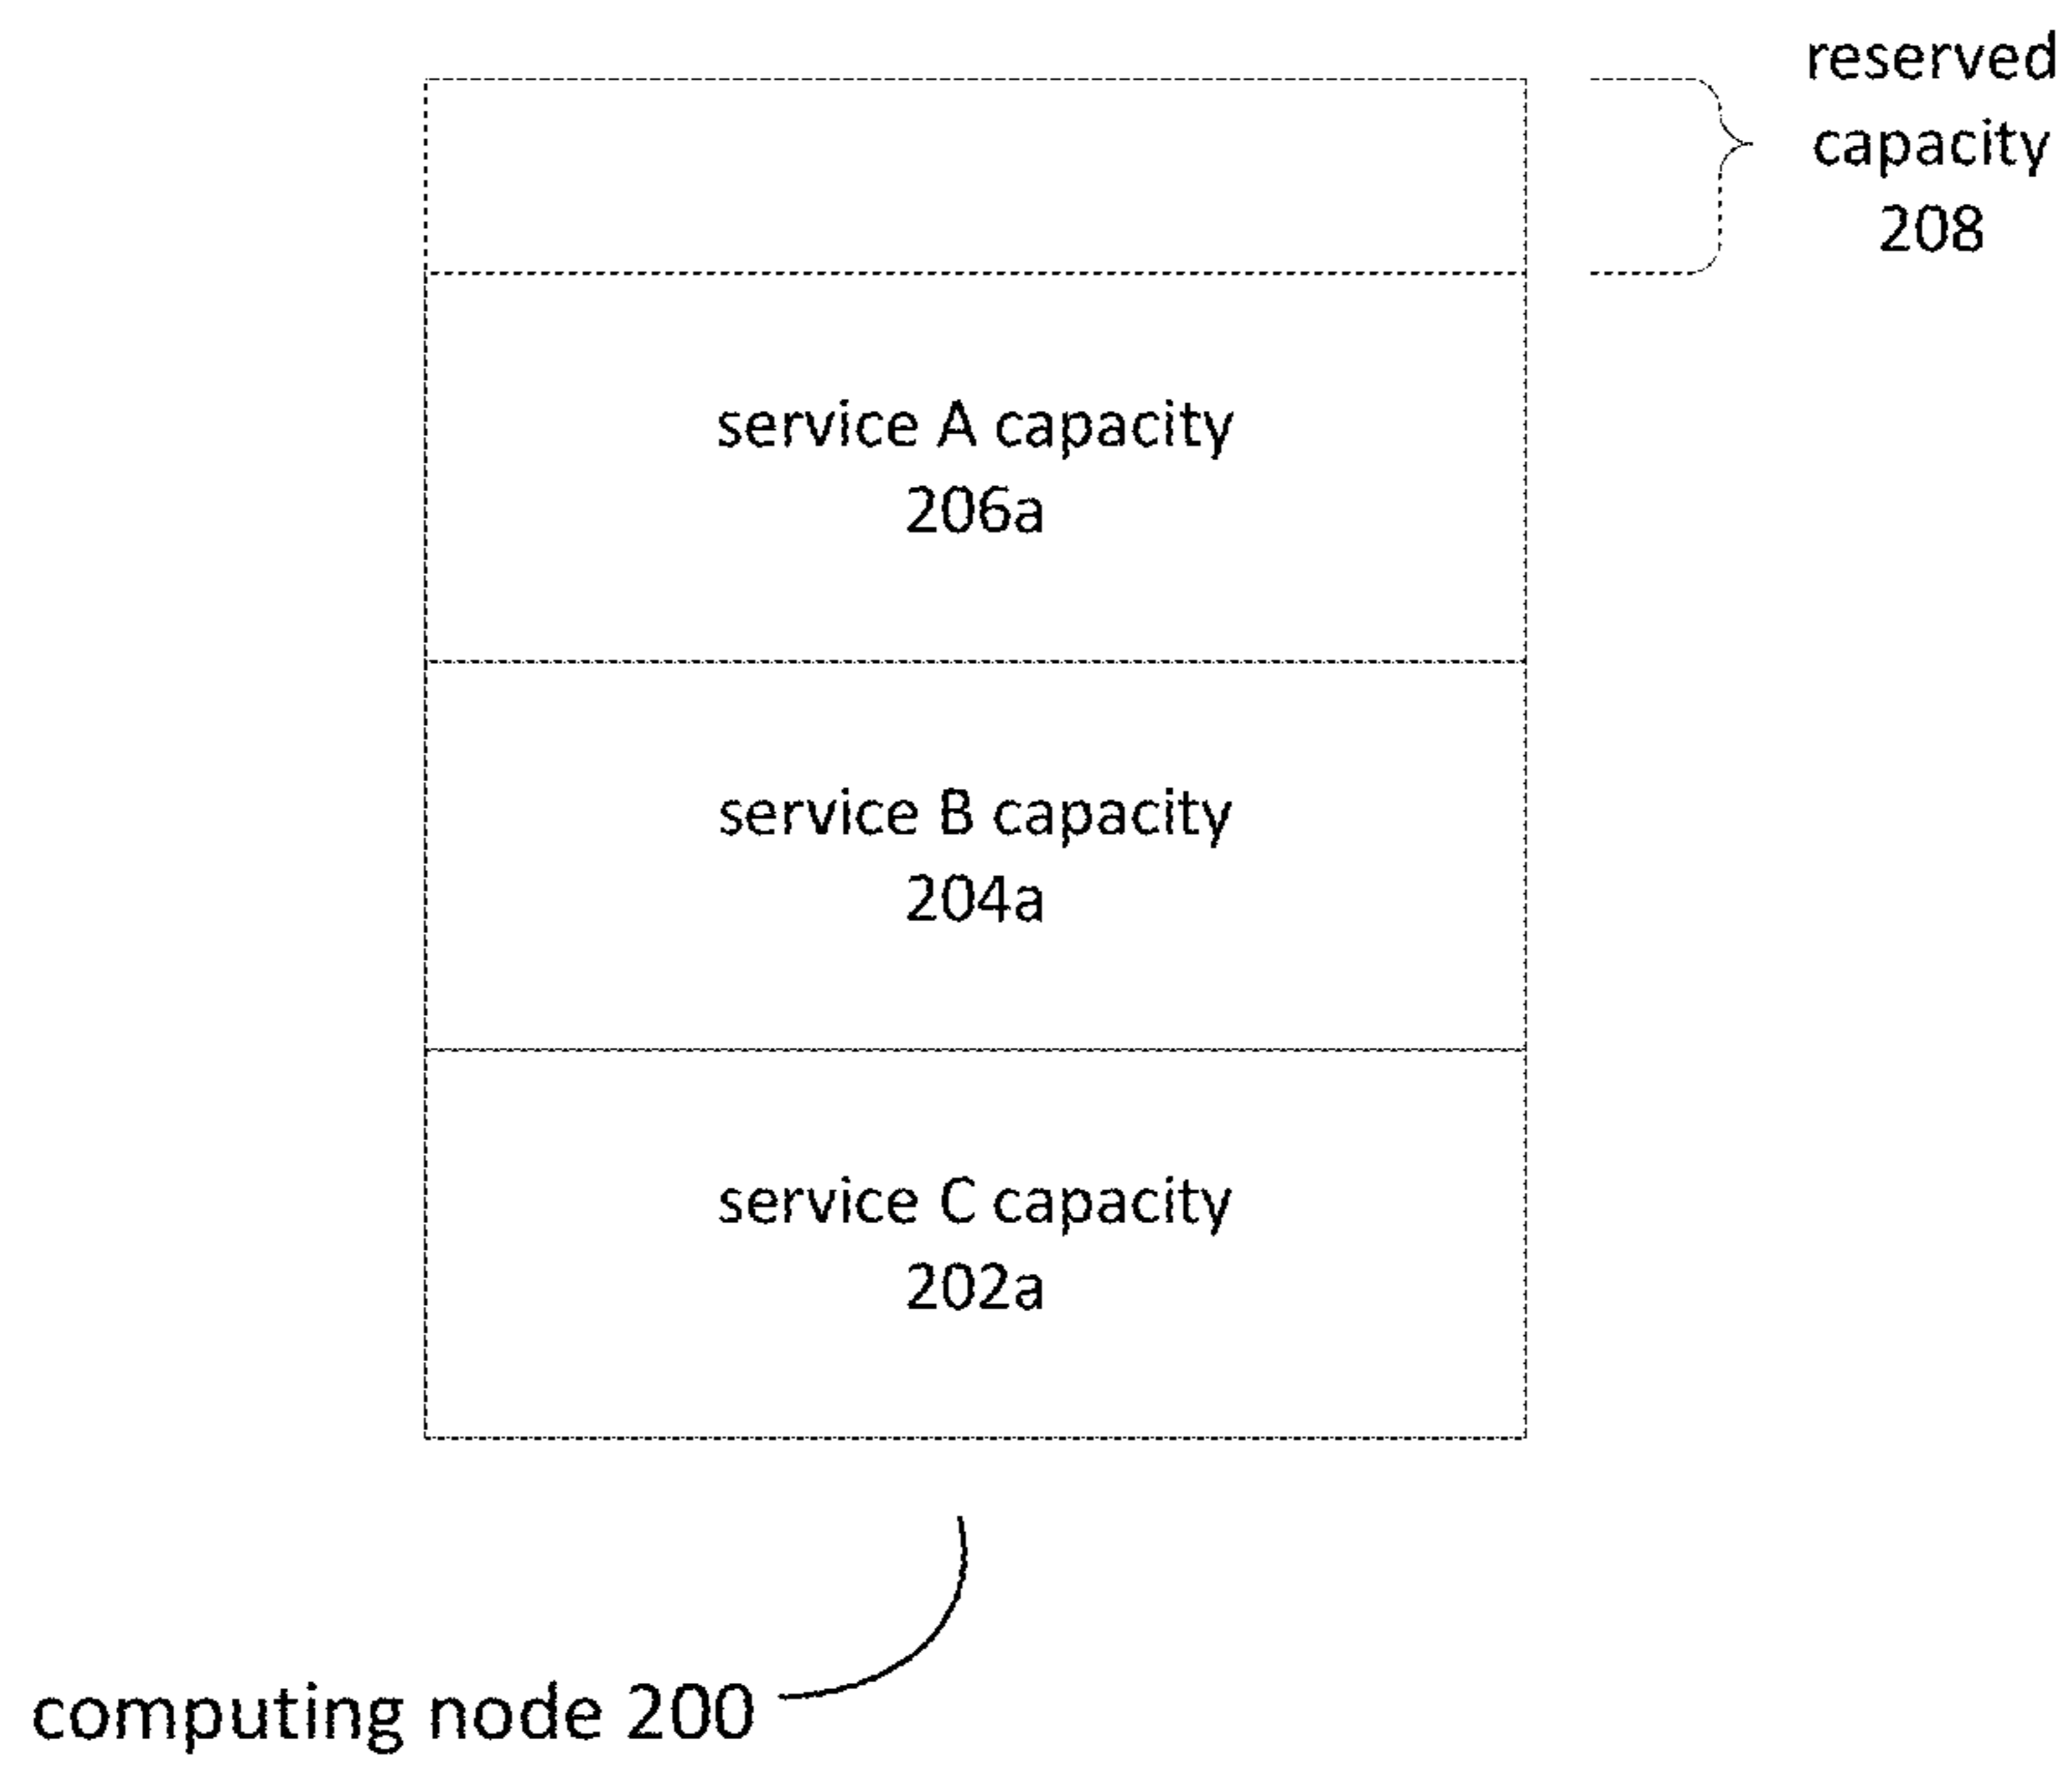 reserved
capacity
208
service A capacity
206a
service B capacity
204a
service C capacity
202a
computing node 200